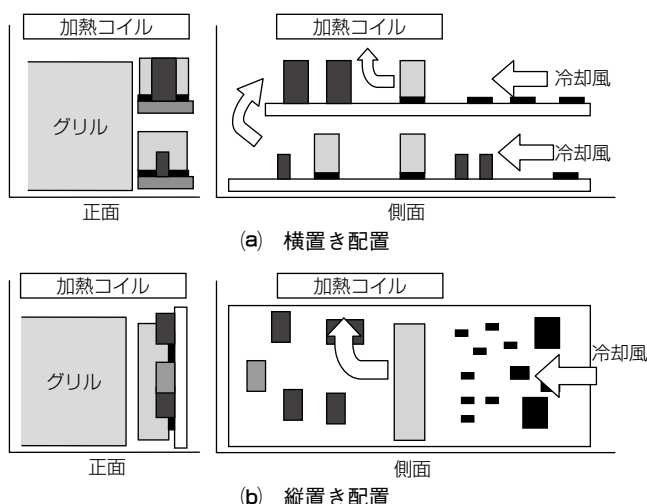 加熱コイル
加熱コイル
グリル
冷却風
冷却風
正面
側面
(a) 横置き配置
加熱コイル
加熱コイル
グリル
冷却風
正面
側面
(b) 縦置き配置